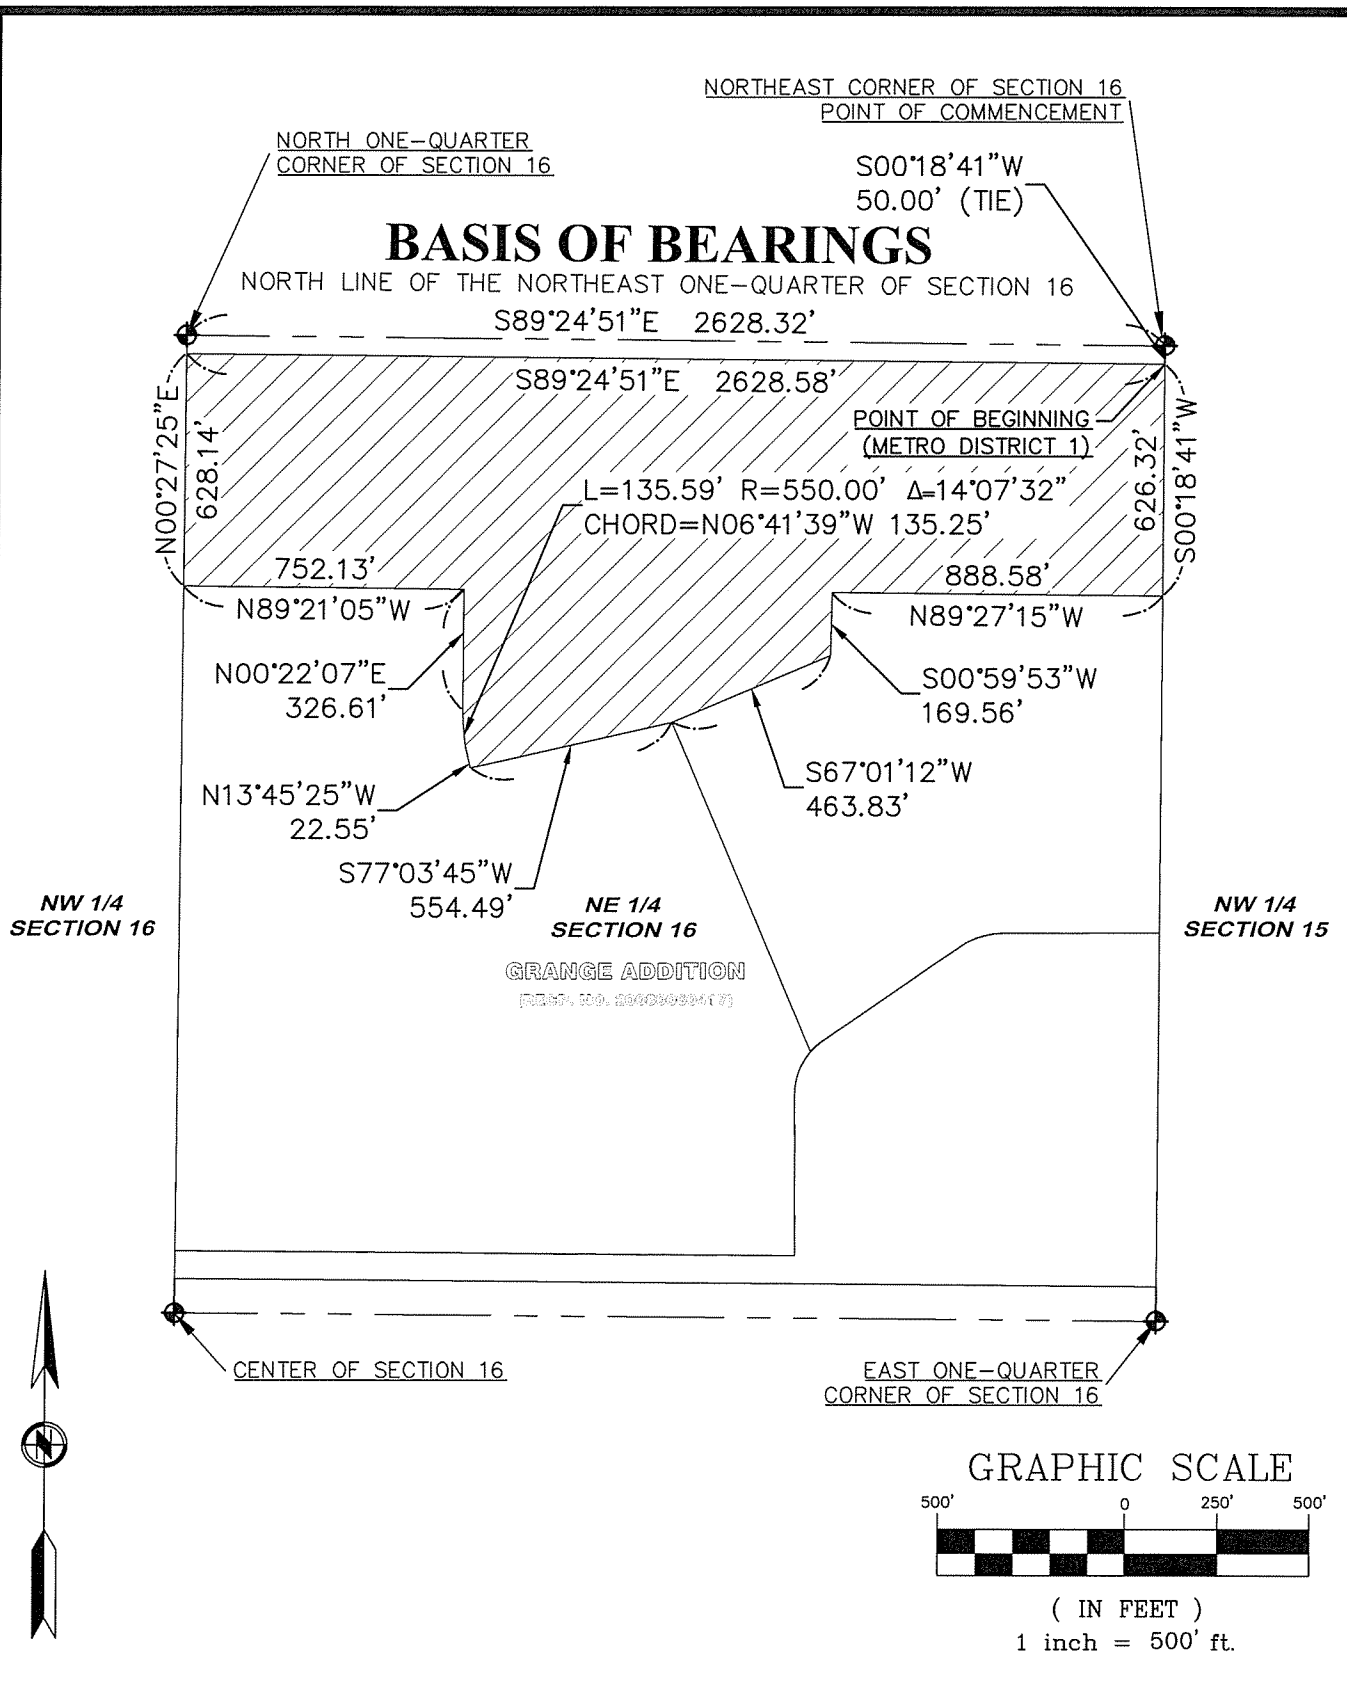 NORTHEAST CORNER OF SECTION 16
POINT OF COMMENCEMENT
NORTH ONE-QUARTER
CORNER OF SECTION 16
S00°18'41"W
50.00' (TIE)
BASIS OF BEARINGS
NORTH LINE OF THE NORTHEAST ONE-QUARTER OF SECTION 16
S89°24'51"E 2628.32'
S89°24'51"E 2628.58'
N00°27'25"E
628.14'
POINT OF BEGINNING
(METRO DISTRICT 1)
626.32'
S00°18'41"W
L=135.59' R=550.00' Δ=14°07'32"
CHORD=N06°41'39"W 135.25'
752.13'
N89°21'05"W
888.58'
N89°27'15"W
N00°22'07"E
326.61'
S00°59'53"W
169.56'
N13°45'25"W
22.55'
S67°01'12"W
463.83'
S77°03'45"W
554.49'
NW 1/4
SECTION 16
NE 1/4
SECTION 16
NW 1/4
SECTION 15
GRANGE ADDITION
CENTER OF SECTION 16
EAST ONE-QUARTER
CORNER OF SECTION 16
N
GRAPHIC SCALE
500' 0 250' 500'
( IN FEET )
1 inch = 500' ft.